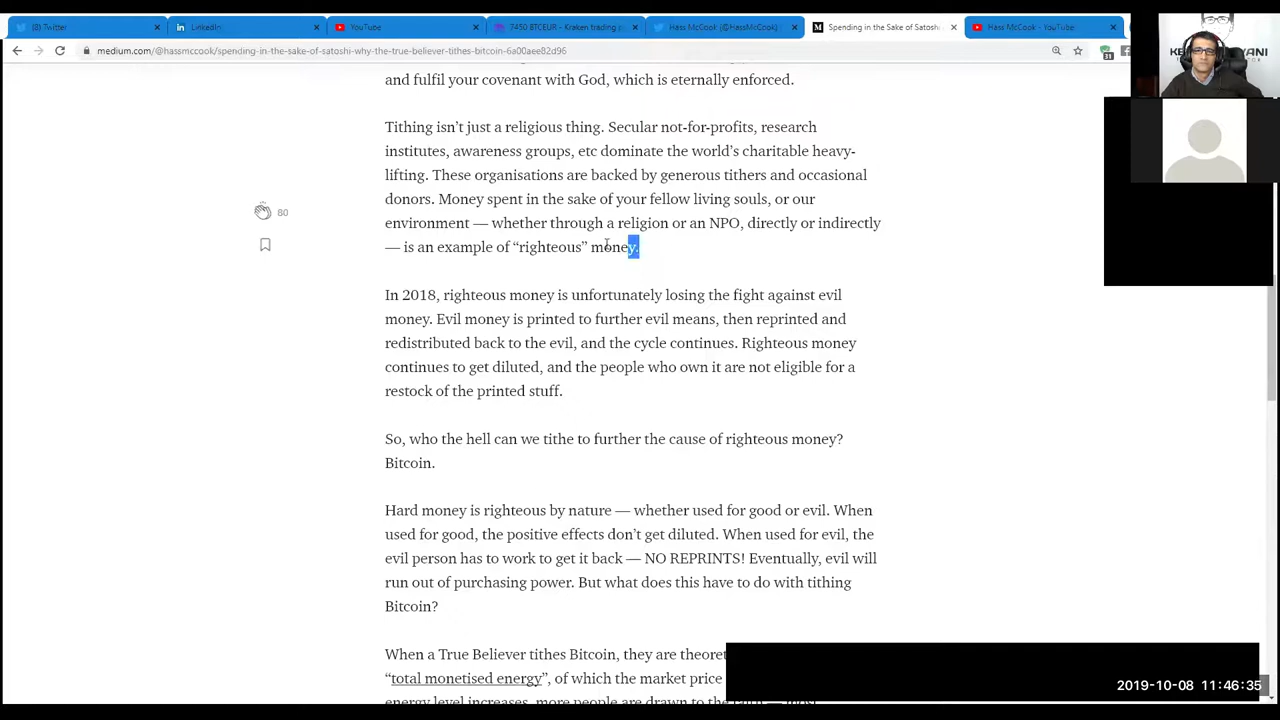 (8) Twitter
LinkedIn
YouTube
7450 BTCEUR - Kraken trading p
Hass McCook (@HassMcCook) |
Spending in the Sake of Satoshi
Hass McCook - YouTube
medium.com/@hassmccook/spending-in-the-sake-of-satoshi-why-the-true-believer-tithes-bitcoin-6a00aee82d96
and fulfil your covenant with God, which is eternally enforced.
Tithing isn’t just a religious thing. Secular not-for-profits, research
institutes, awareness groups, etc dominate the world’s charitable heavy-
lifting. These organisations are backed by generous tithers and occasional
donors. Money spent in the sake of your fellow living souls, or our
environment — whether through a religion or an NPO, directly or indirectly
— is an example of “righteous” money.
80
In 2018, righteous money is unfortunately losing the fight against evil
money. Evil money is printed to further evil means, then reprinted and
redistributed back to the evil, and the cycle continues. Righteous money
continues to get diluted, and the people who own it are not eligible for a
restock of the printed stuff.
So, who the hell can we tithe to further the cause of righteous money?
Bitcoin.
Hard money is righteous by nature — whether used for good or evil. When
used for good, the positive effects don’t get diluted. When used for evil, the
evil person has to work to get it back — NO REPRINTS! Eventually, evil will
run out of purchasing power. But what does this have to do with tithing
Bitcoin?
When a True Believer tithes Bitcoin, they are
“total monetised energy”, of which the market price
energy level increases, more people are drawn to the
2019-10-08 11:46:35